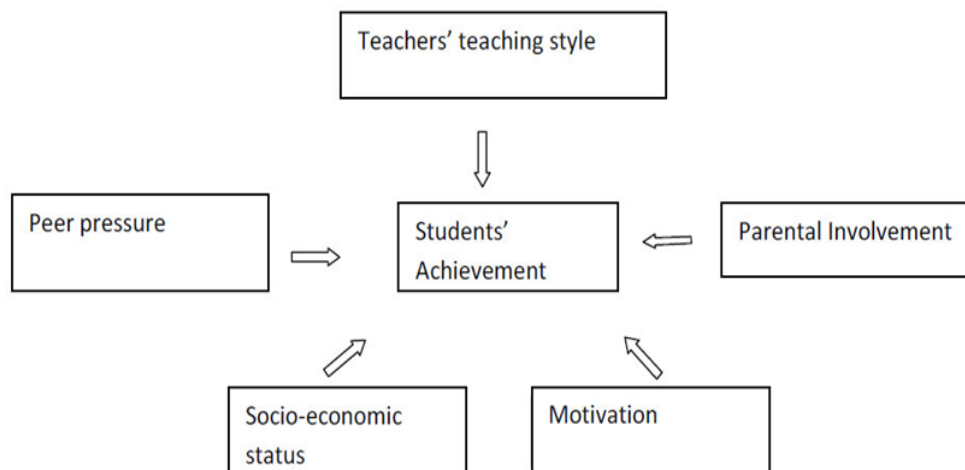 Teachers’ teaching style
Peer pressure
Students’
Achievement
Parental Involvement
Socio-economic
status
Motivation